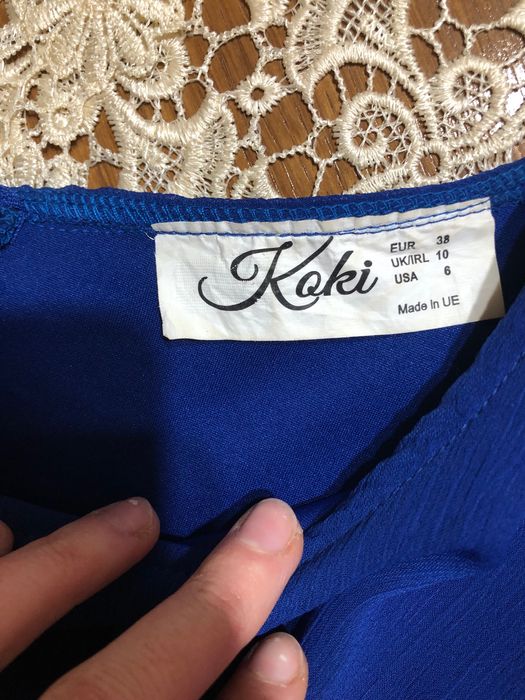 Koki
EUR 38
UK/IRL 10
USA 6
Made in UE